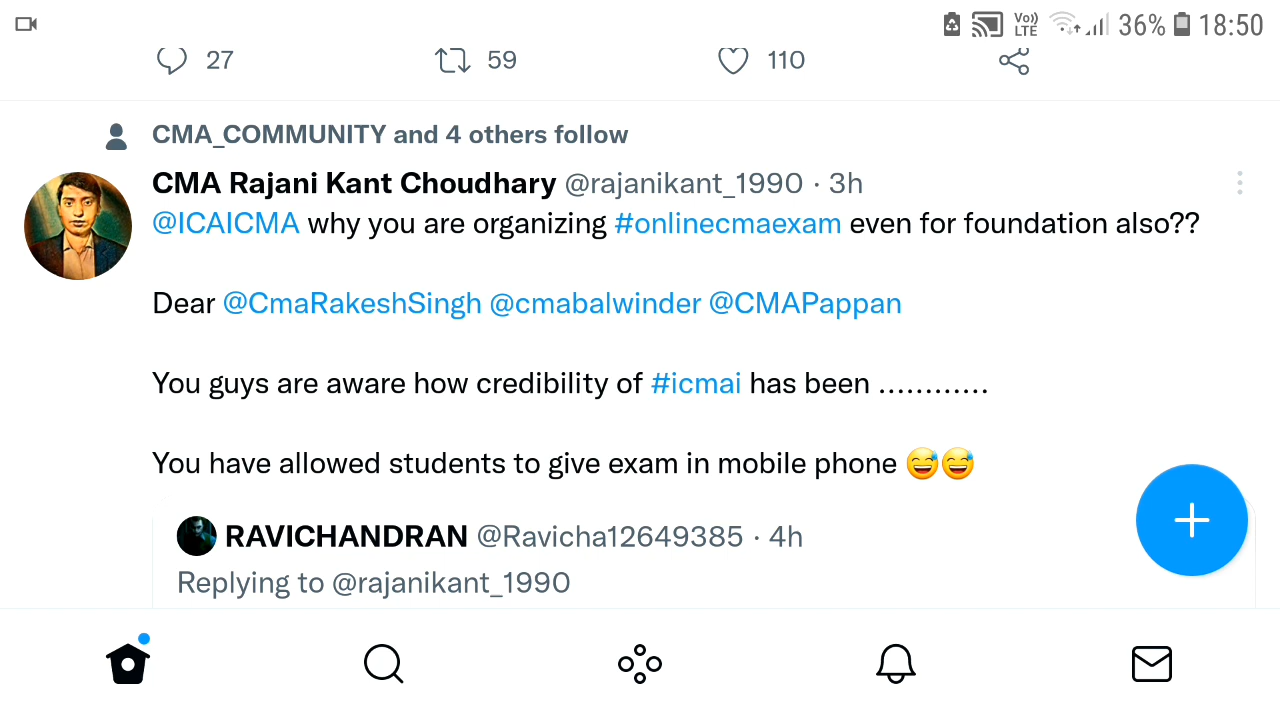 Vo)) LTE 36% 18:50
27 59 110
CMA_COMMUNITY and 4 others follow
CMA Rajani Kant Choudhary @rajanikant_1990 · 3h
@ICAICMA why you are organizing #onlinecmaexam even for foundation also??
Dear @CmaRakeshSingh @cmabalwinder @CMAPappan
You guys are aware how credibility of #icmai has been ............
You have allowed students to give exam in mobile phone 😅😅
RAVICHANDRAN @Ravicha12649385 · 4h
Replying to @rajanikant_1990